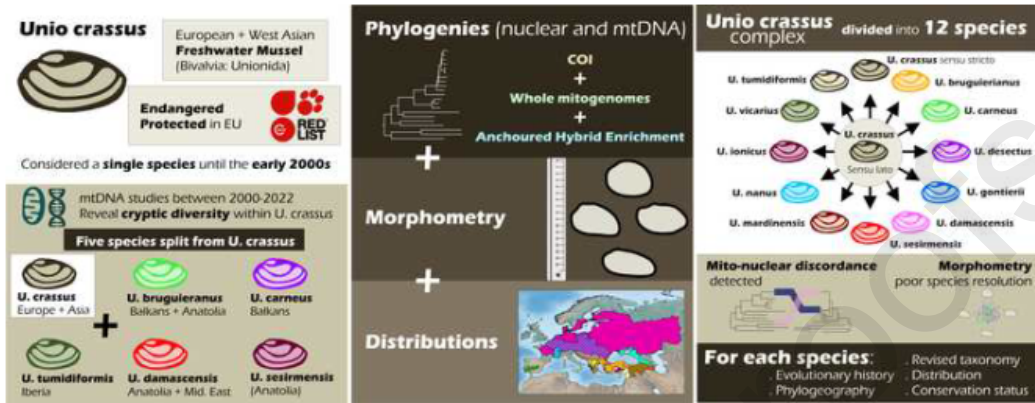 Unio crassus
European + West Asian
Freshwater Mussel
(Bivalvia: Unionida)
Endangered
Protected in EU
RED
LIST
Considered a single species until the early 2000s
mtDNA studies between 2000-2022
Reveal cryptic diversity within U. crassus
Five species split from U. crassus
U. crassus
Europe + Asia
+
U. bruguieranus
Balkans + Anatolia
U. carneus
Balkans
U. tumidiformis
Iberia
U. damascensis
Anatolia + Mid. East
U. sesirmensis
(Anatolia)
Phylogenies (nuclear and mtDNA)
COI
+
Whole mitogenomes
+
Anchoured Hybrid Enrichment
+
Morphometry
+
Distributions
Unio crassus
complex
divided into 12 species
U. crassus sensu stricto
U. tumidiformis
U. bruguierianus
U. vicarius
U. carneus
U. crassus
Sensu lato
U. ionicus
U. desectus
U. nanus
U. gontierii
U. mardinensis
U. damascensis
U. sesirmensis
Mito-nuclear discordance
detected
Morphometry
poor species resolution
For each species:
. Evolutionary history
. Phylogeography
. Revised taxonomy
. Distribution
. Conservation status